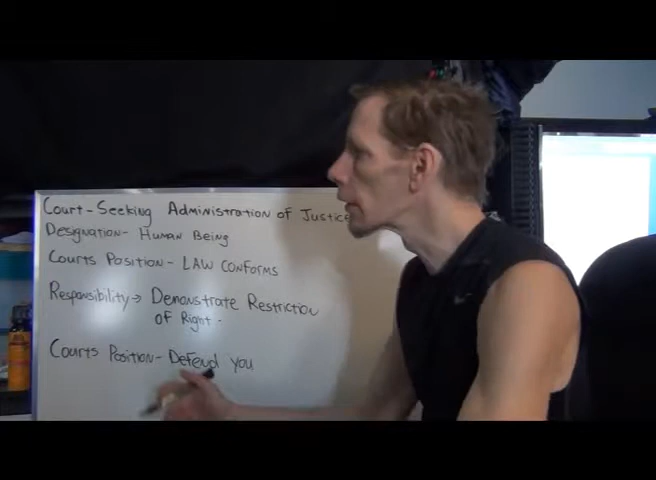 Court-Seeking Administration of Justice
Designation- Human Being
Courts Position - LAW Conforms
Responsibility→ Demonstrate Restriction
of Right.
Courts Position- Defend you